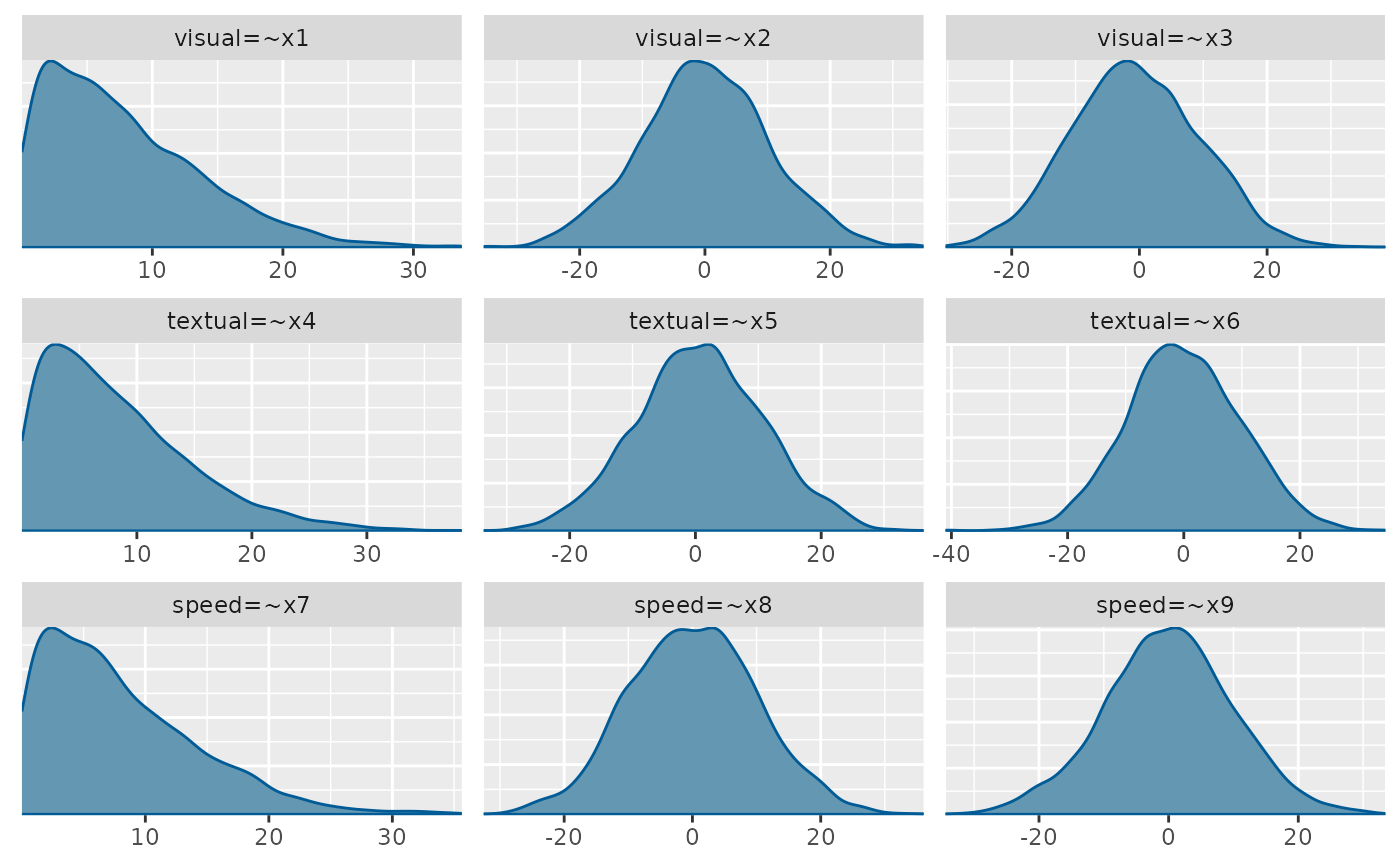 visual=~x1 visual=~x2 visual=~x3
10 20 30 -20 0 20 -20 0 20
textual=~x4 textual=~x5 textual=~x6
10 20 30 -20 0 20 -40 -20 0 20
speed=~x7 speed=~x8 speed=~x9
10 20 30 -20 0 20 -20 0 20